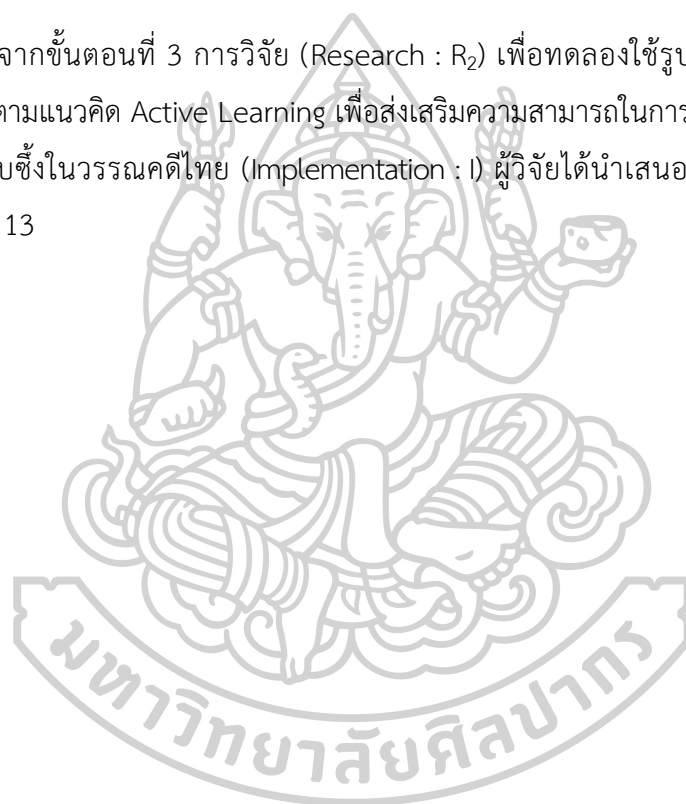 จากขั้นตอนที่ 3 การวิจัย (Research : R₂) เพื่อทดลองใช้
ตามแนวคิด Active Learning เพื่อส่งเสริมความสามารถในการ
ในวรรณคดีไทย (Implementation : I) ผู้วิจัยได้นำเสนอ
13
มหาวิทยาลัยศิลปากร